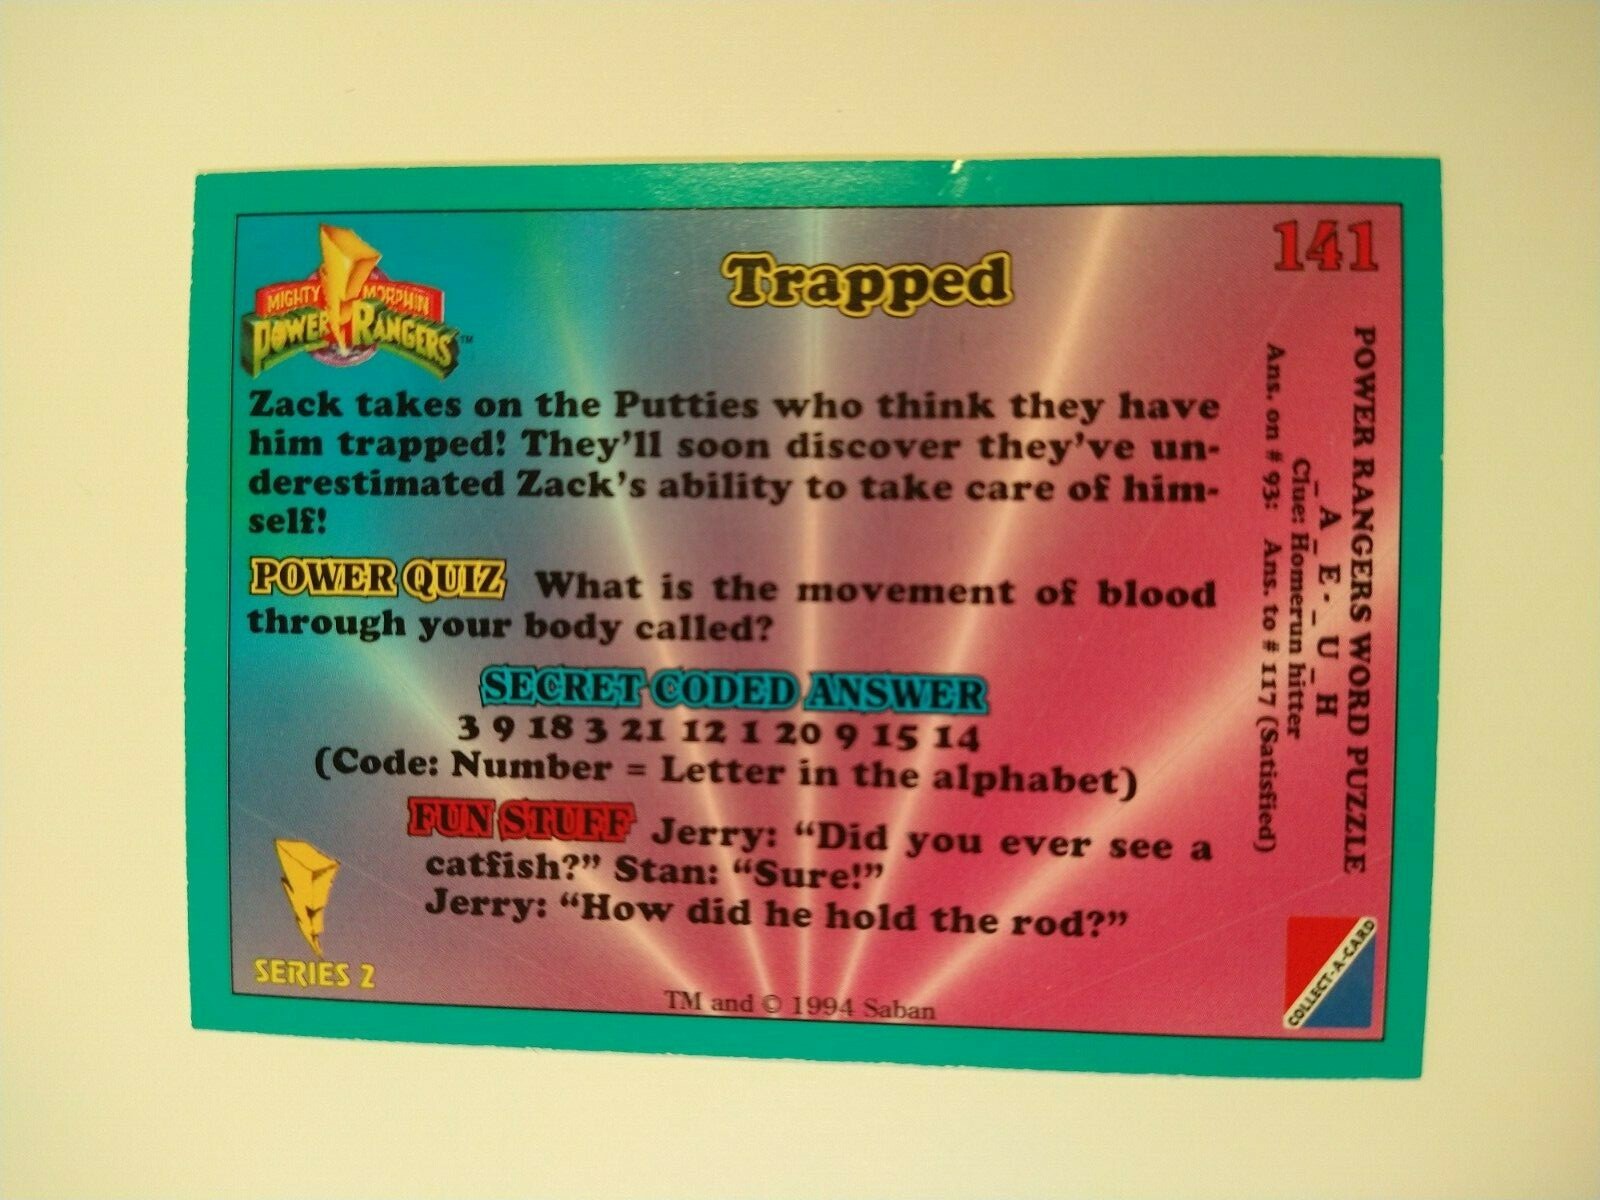 141
Trapped
MIGHTY MORPHIN
POWER RANGERS™
Zack takes on the Putties who think they have
him trapped! They'll soon discover they've un-
derestimated Zack's ability to take care of him-
self!
POWER QUIZ What is the movement of blood
through your body called?
SECRET CODED ANSWER
3 9 18 3 21 12 1 20 9 15 14
(Code: Number = Letter in the alphabet)
FUN STUFF Jerry: “Did you ever see a
catfish?” Stan: “Sure!”
Jerry: “How did he hold the rod?”
SERIES 2
TM and © 1994 Saban
POWER RANGERS WORD PUZZLE
_ A _ E - _ U _ H
Clue: Homerun hitter
Ans. on # 93: Ans. to # 117 (Satisfied)
COLLECT-A-CARD